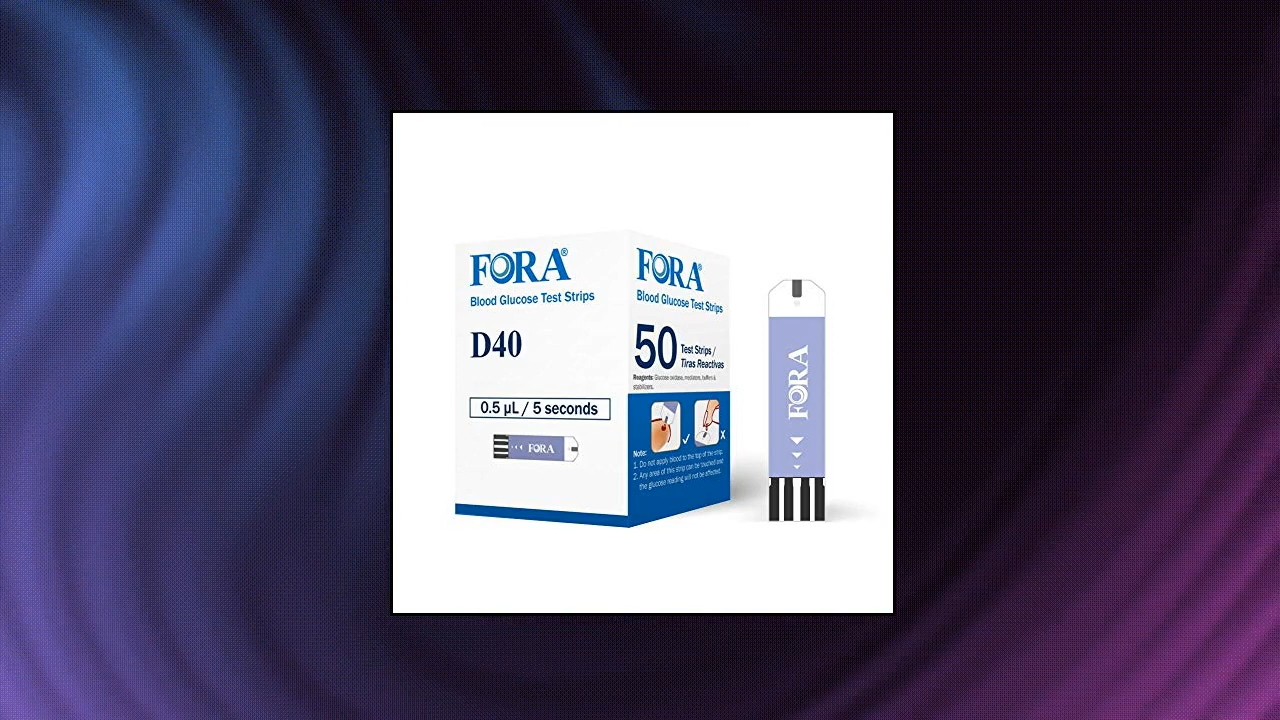 FORA®
Blood Glucose Test Strips
D40
0.5 µL / 5 seconds
FORA
FORA®
Blood Glucose Test Strips
50 Test Strips /
Tiras Reactivas
Reagents: Glucose oxidase, mediators, buffers &
stabilizers.
Note:
1. Do not apply blood to the top of the strip.
2. Any area of this strip can be touched and
the glucose reading will not be affected.
FORA